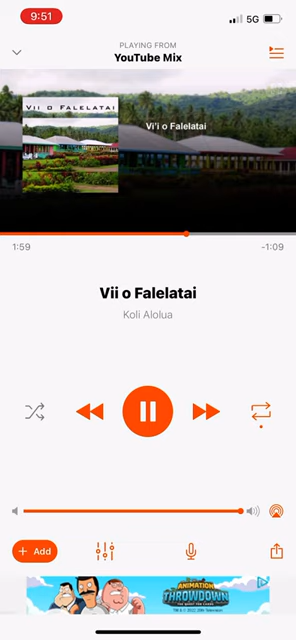 9:51
5G
PLAYING FROM
YouTube Mix
Vii o Falelatai
Vi'i o Falelatai
1:59
-1:09
Vii o Falelatai
Koli Alolua
+ Add
ANIMATION
THROWDOWN